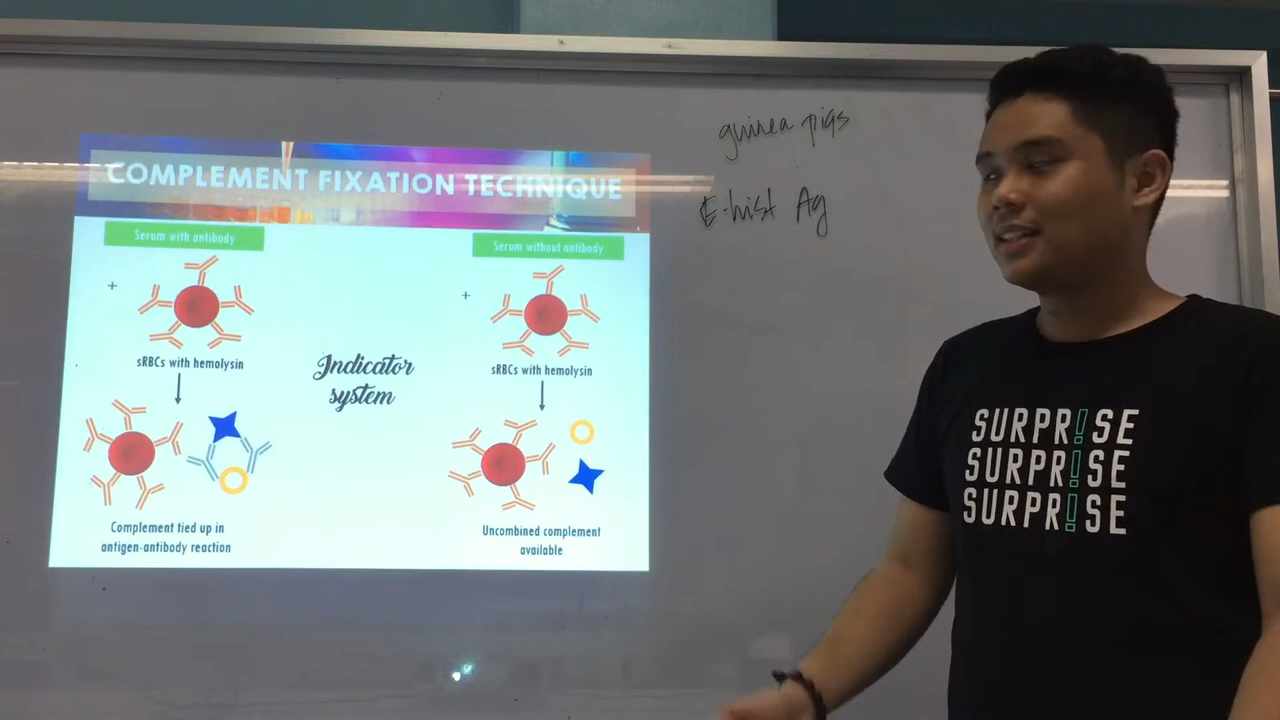 COMPLEMENT FIXATION TECHNIQUE
Serum with antibody
+
sRBCs with hemolysin
Complement tied up in
antigen-antibody reaction
Indicator
system
Serum without antibody
+
sRBCs with hemolysin
Uncombined complement
available
guinea pigs
E-hist Ag
SURPR!SE
SURPR!SE
SURPR!SE